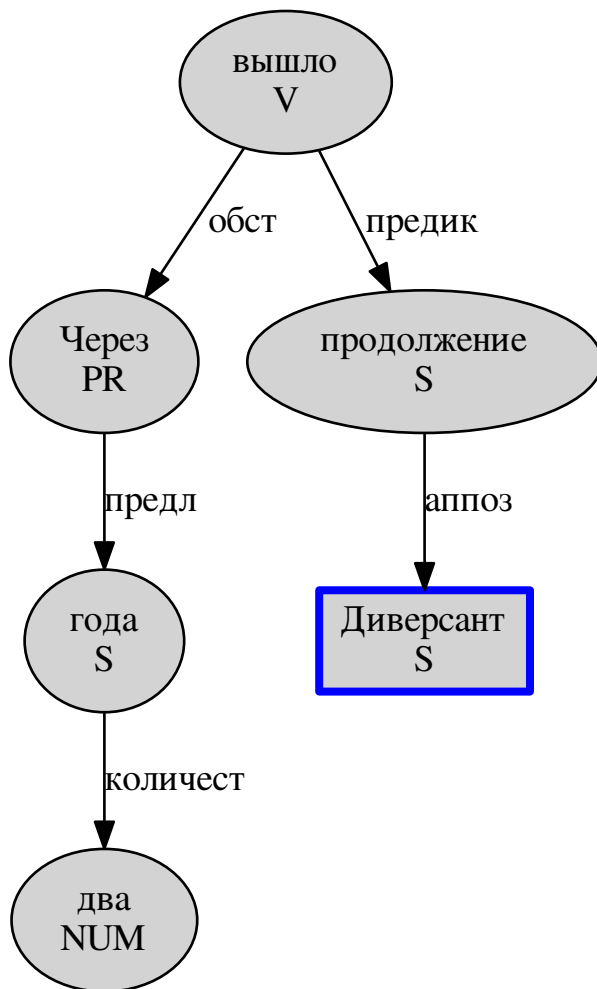 вышло
V
обст
предик
Через
PR
продолжение
S
предл
аппоз
года
S
Диверсант
S
количест
два
NUM